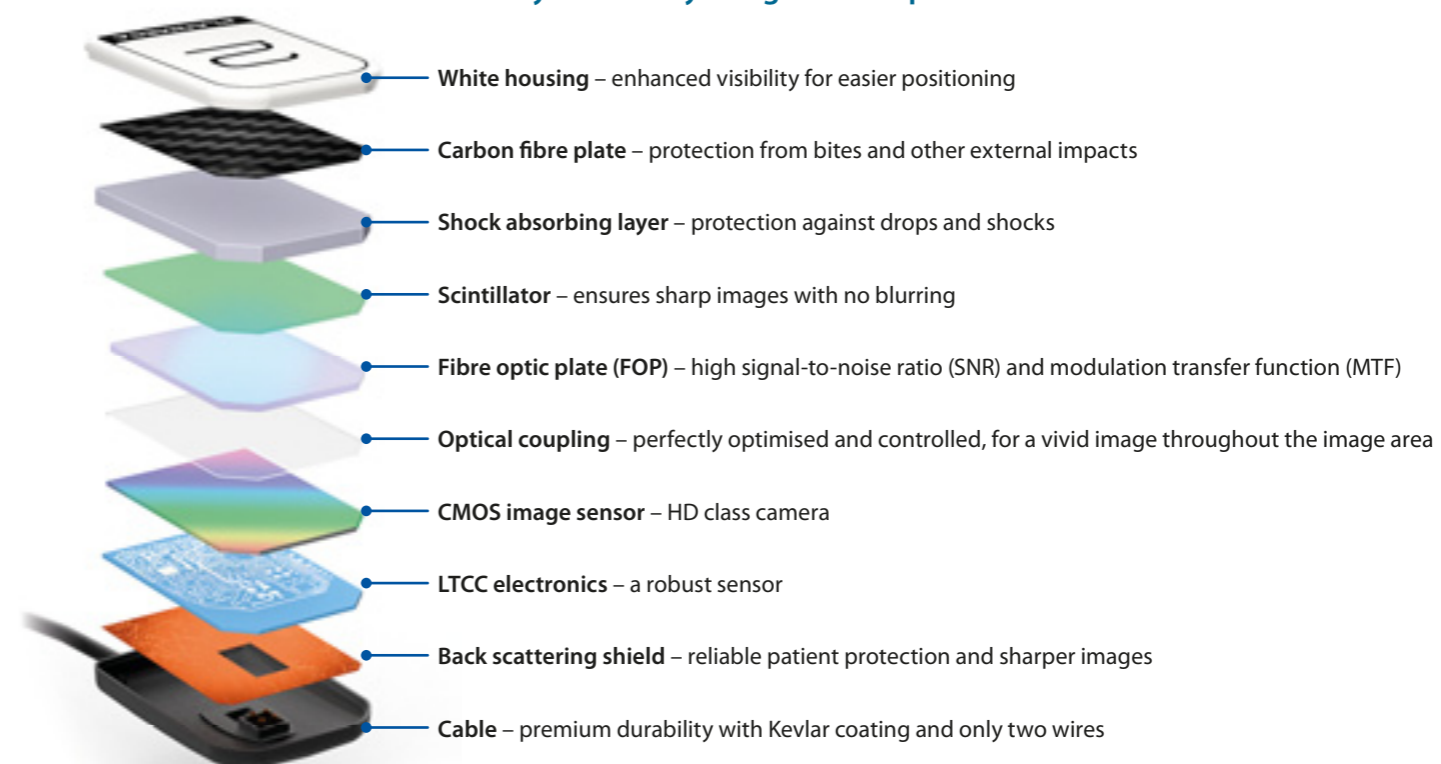 White housing – enhanced visibility for easier positioning
Carbon fibre plate – protection from bites and other external impacts
Shock absorbing layer – protection against drops and shocks
Scintillator – ensures sharp images with no blurring
Fibre optic plate (FOP) – high signal-to-noise ratio (SNR) and modulation transfer function (MTF)
Optical coupling – perfectly optimised and controlled, for a vivid image throughout the image area
CMOS image sensor – HD class camera
LTCC electronics – a robust sensor
Back scattering shield – reliable patient protection and sharper images
Cable – premium durability with Kevlar coating and only two wires